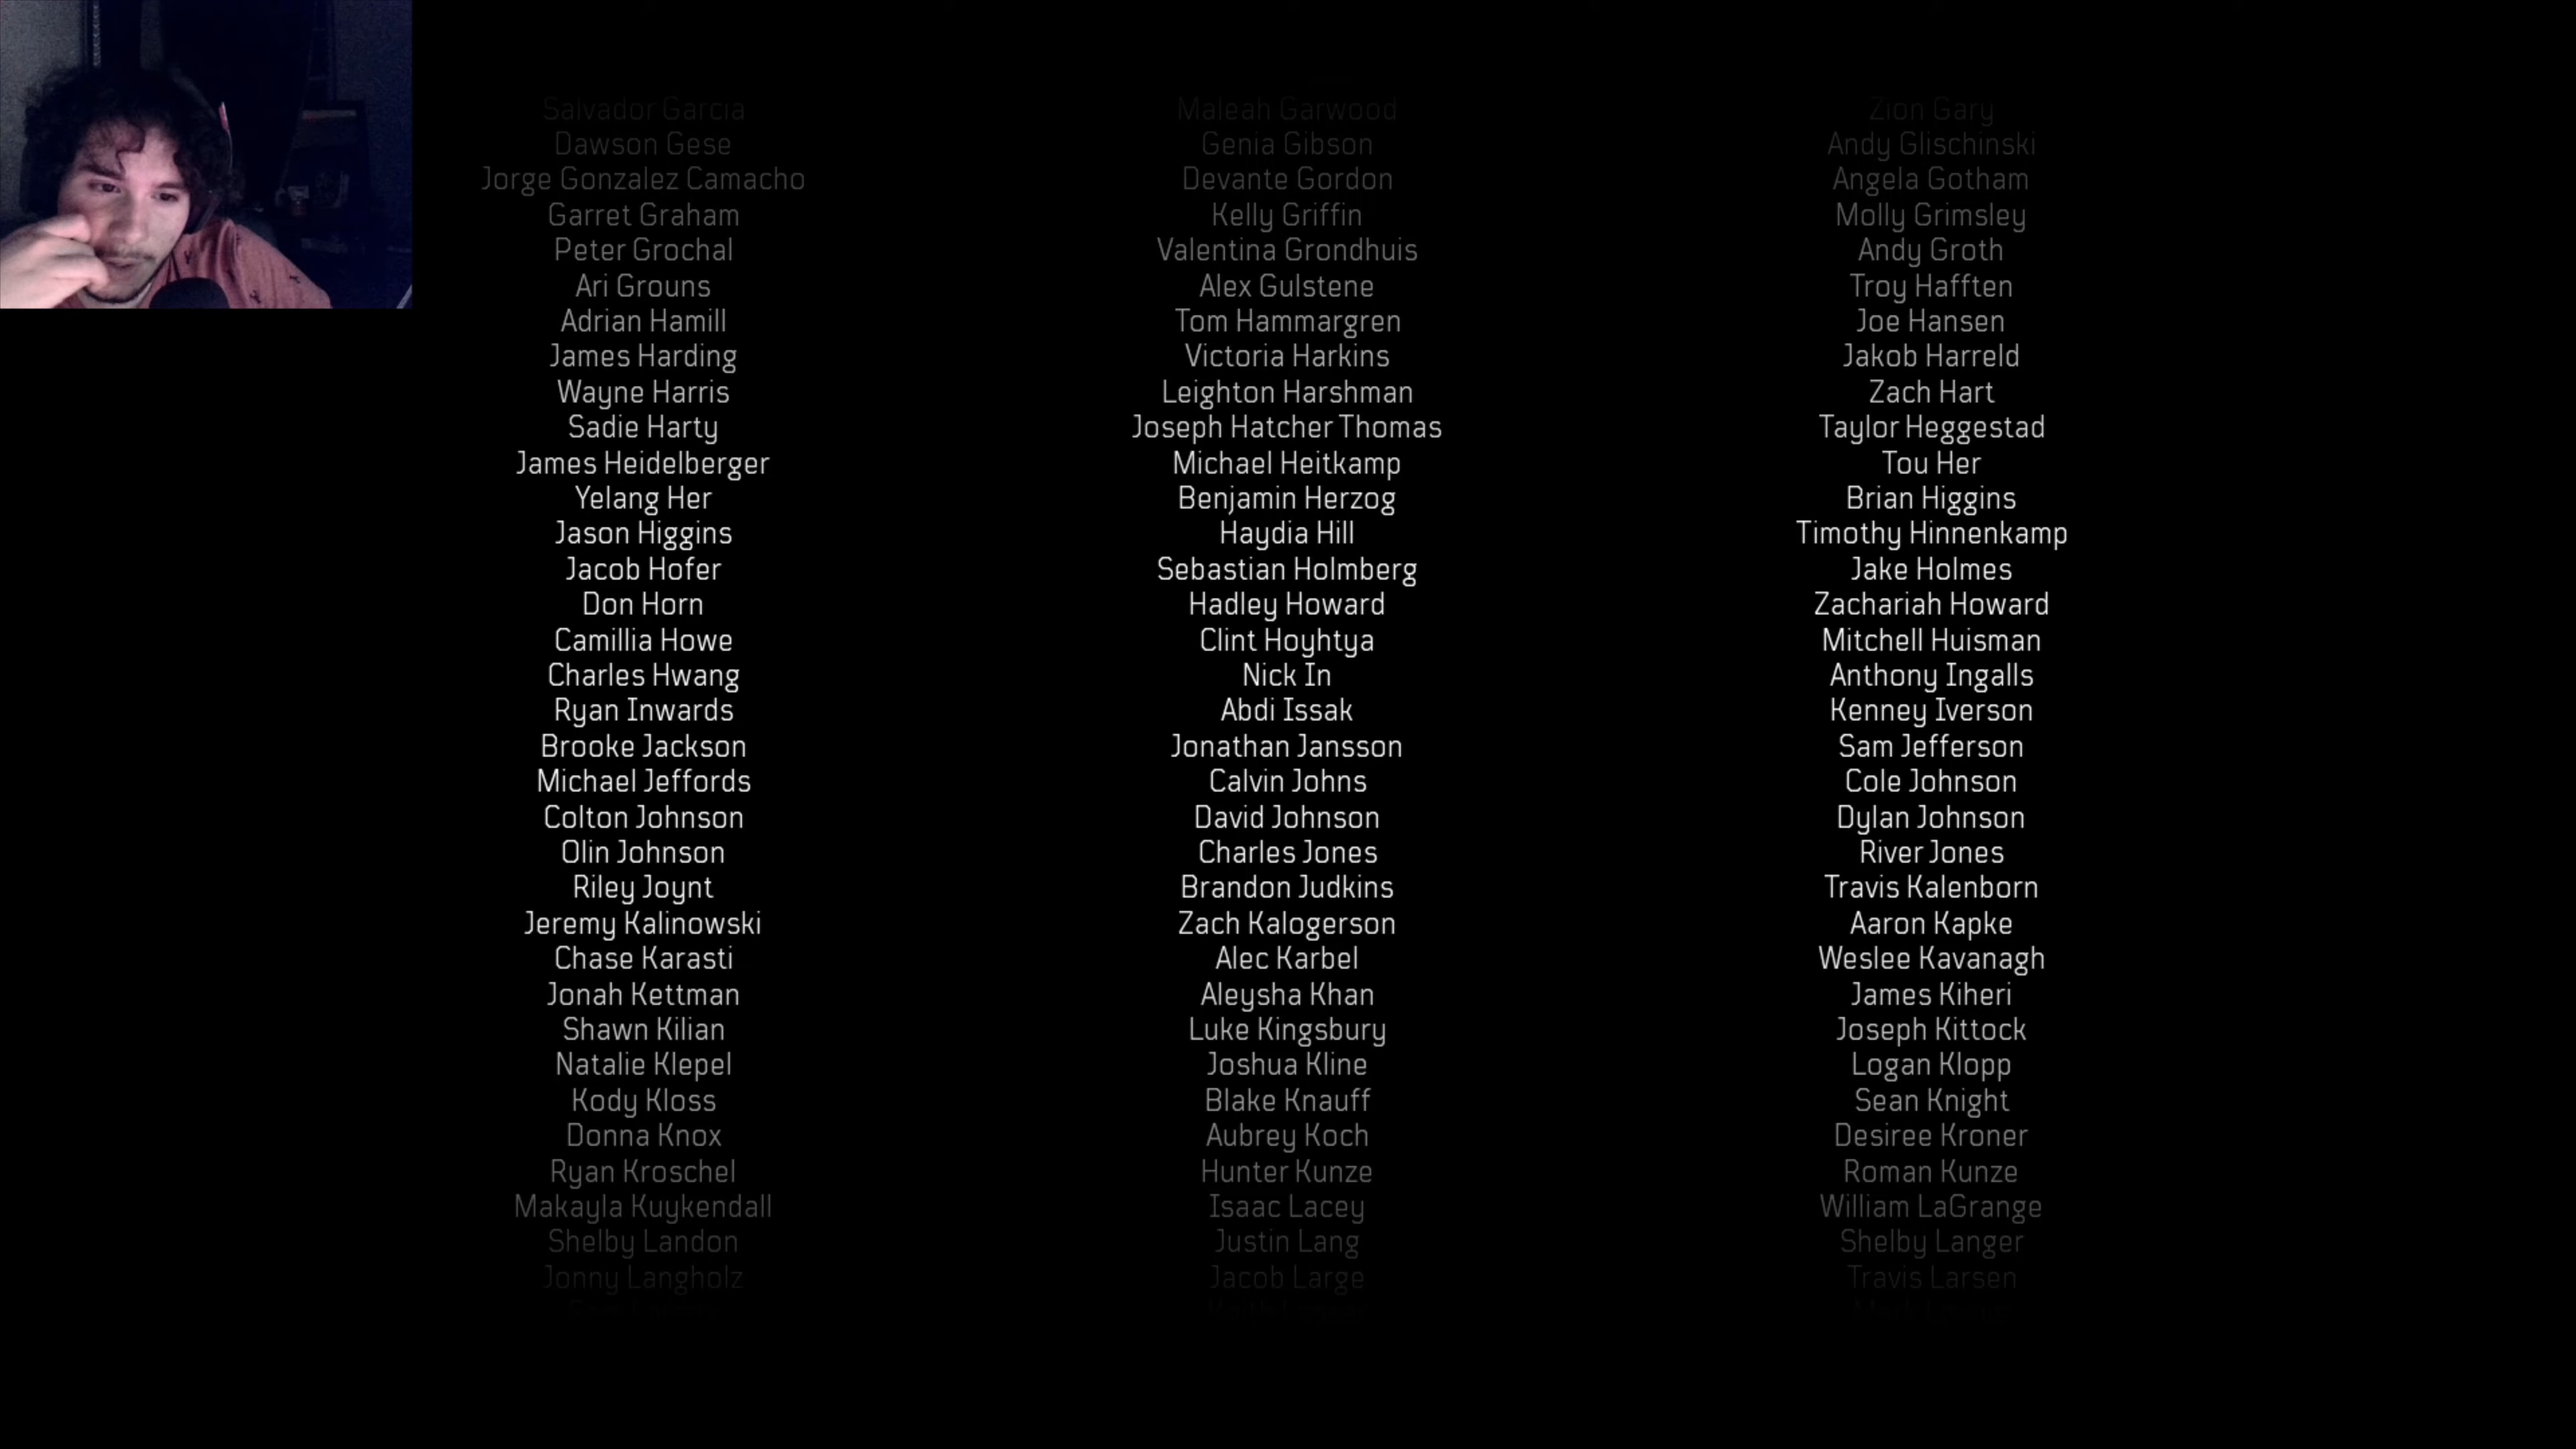 Salvador Garcia Maleah Garwood Zion Gary
Dawson Gese Genia Gibson Andy Glischinski
Jorge Gonzalez Camacho Devante Gordon Angela Gotham
Garret Graham Kelly Griffin Molly Grimsley
Peter Grochal Valentina Grondhuis Andy Groth
Ari Grouns Alex Gulstene Troy Hafften
Adrian Hamill Tom Hammargren Joe Hansen
James Harding Victoria Harkins Jakob Harreld
Wayne Harris Leighton Harshman Zach Hart
Sadie Harty Joseph Hatcher Thomas Taylor Heggestad
James Heidelberger Michael Heitkamp Tou Her
Yelang Her Benjamin Herzog Brian Higgins
Jason Higgins Haydia Hill Timothy Hinnenkamp
Jacob Hofer Sebastian Holmberg Jake Holmes
Don Horn Hadley Howard Zachariah Howard
Camillia Howe Clint Hoyhtya Mitchell Huisman
Charles Hwang Nick In Anthony Ingalls
Ryan Inwards Abdi Issak Kenney Iverson
Brooke Jackson Jonathan Jansson Sam Jefferson
Michael Jeffords Calvin Johns Cole Johnson
Colton Johnson David Johnson Dylan Johnson
Olin Johnson Charles Jones River Jones
Riley Joynt Brandon Judkins Travis Kalenborn
Jeremy Kalinowski Zach Kalogerson Aaron Kapke
Chase Karasti Alec Karbel Weslee Kavanagh
Jonah Kettman Aleysha Khan James Kiheri
Shawn Kilian Luke Kingsbury Joseph Kittock
Natalie Klepel Joshua Kline Logan Klopp
Kody Kloss Blake Knauff Sean Knight
Donna Knox Aubrey Koch Desiree Kroner
Ryan Kroschel Hunter Kunze Roman Kunze
Makayla Kuykendall Isaac Lacey William LaGrange
Shelby Landon Justin Lang Shelby Langer
Jonny Langholz Jacob Large Travis Larsen